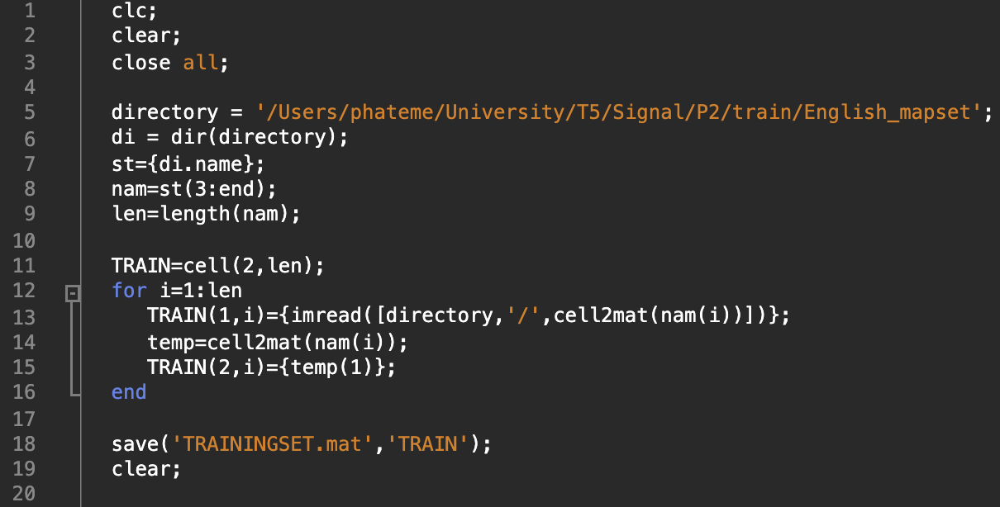 1 clc;
2 clear;
3 close all;
4
5 directory = '/Users/phateme/University/T5/Signal/P2/train/English_mapset';
6 di = dir(directory);
7 st={di.name};
8 nam=st(3:end);
9 len=length(nam);
10
11 TRAIN=cell(2,len);
12 for i=1:len
13    TRAIN(1,i)={imread([directory,'/',cell2mat(nam(i))])};
14    temp=cell2mat(nam(i));
15    TRAIN(2,i)={temp(1)};
16 end
17
18 save('TRAININGSET.mat','TRAIN');
19 clear;
20